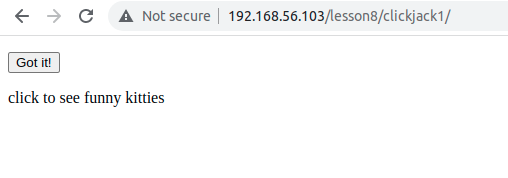 Not secure | 192.168.56.103/lesson8/clickjack1/
Got it!
click to see funny kitties